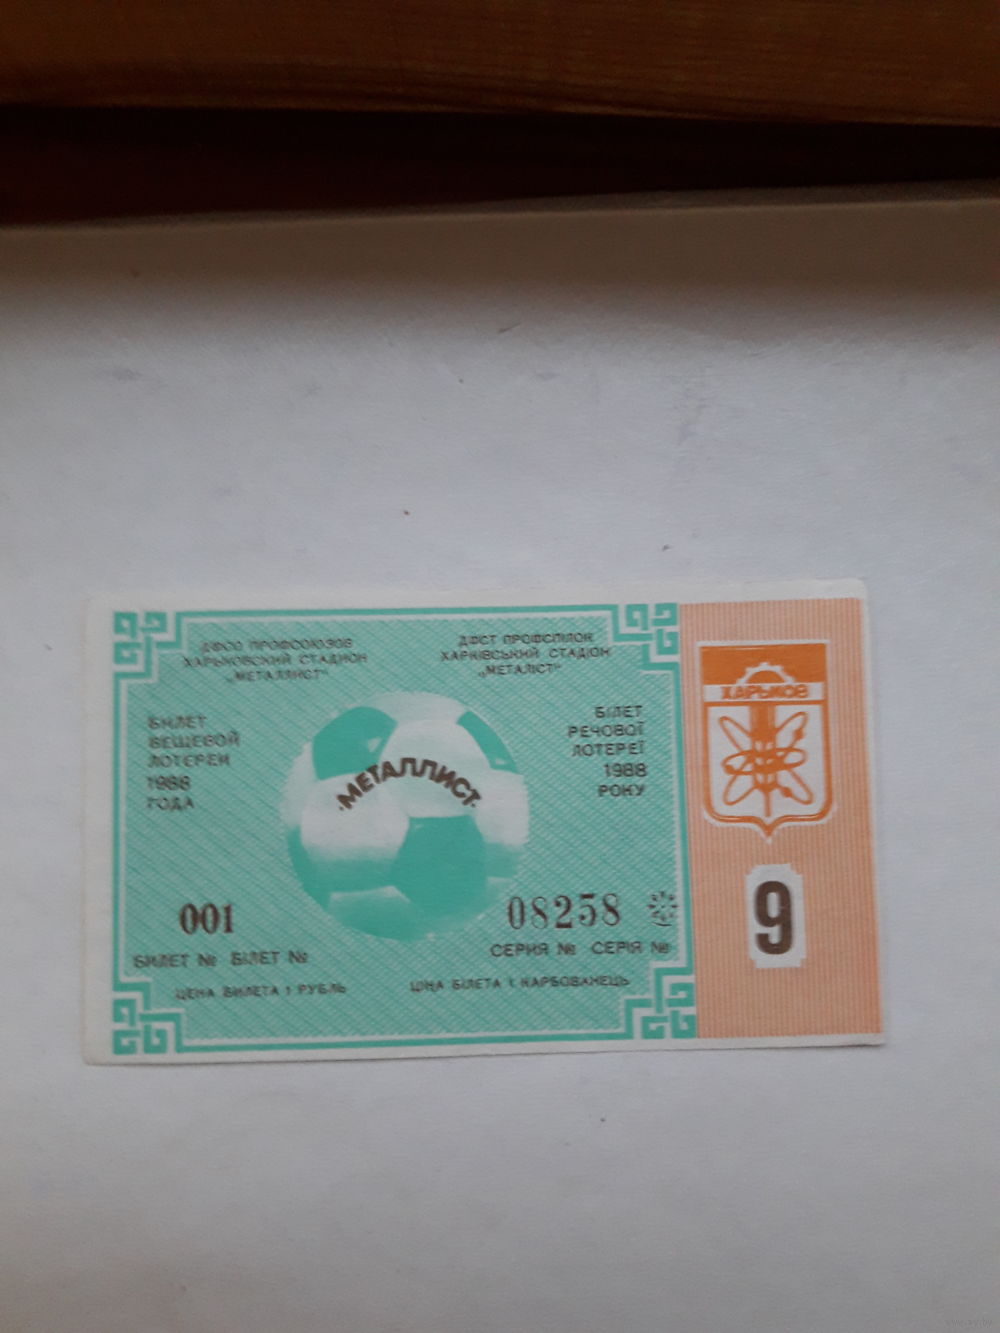 ДФСО ПРОФСОЮЗОВ
ХАРЬКОВСКИЙ СТАДИОН
„МЕТАЛЛИСТ"
ДФСТ ПРОФСПІЛОК
ХАРКІВСЬКИЙ СТАДІОН
„МЕТАЛІСТ"
БИЛЕТ
ВЕЩЕВОЙ
ЛОТЕРЕИ
1988
ГОДА
·МЕТАЛЛИСТ·
БІЛЕТ
РЕЧОВОЇ
ЛОТЕРЕЇ
1988
РОКУ
001
БИЛЕТ № БІЛЕТ №
08258
СЕРИЯ № СЕРІЯ №
ЦЕНА БИЛЕТА 1 РУБЛЬ
ЦІНА БІЛЕТА 1 КАРБОВАНЕЦЬ
ХАРЬКОВ
9